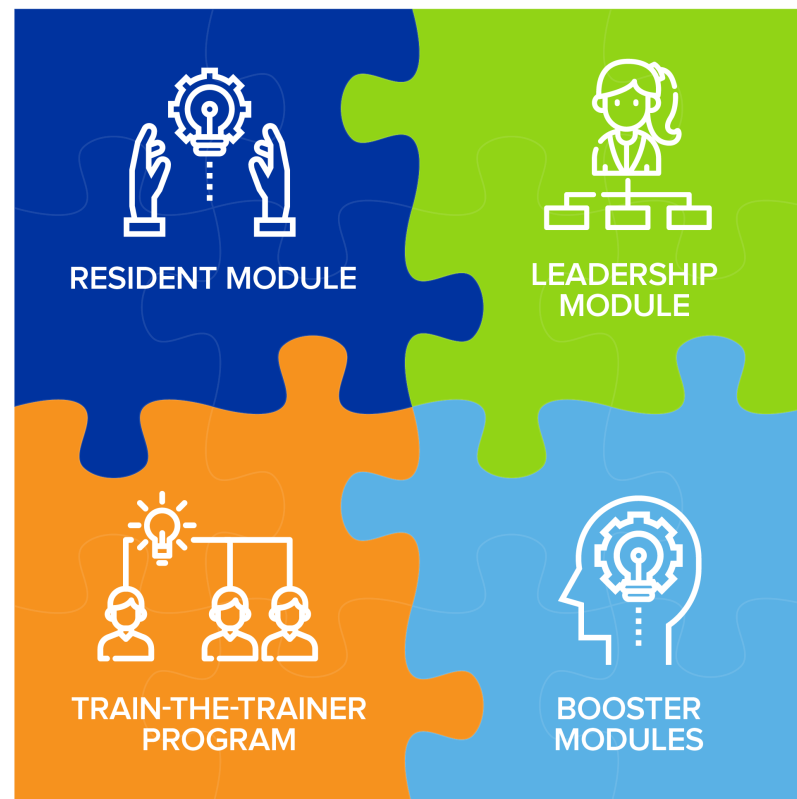 RESIDENT MODULE
LEADERSHIP
MODULE
TRAIN-THE-TRAINER
PROGRAM
BOOSTER
MODULES